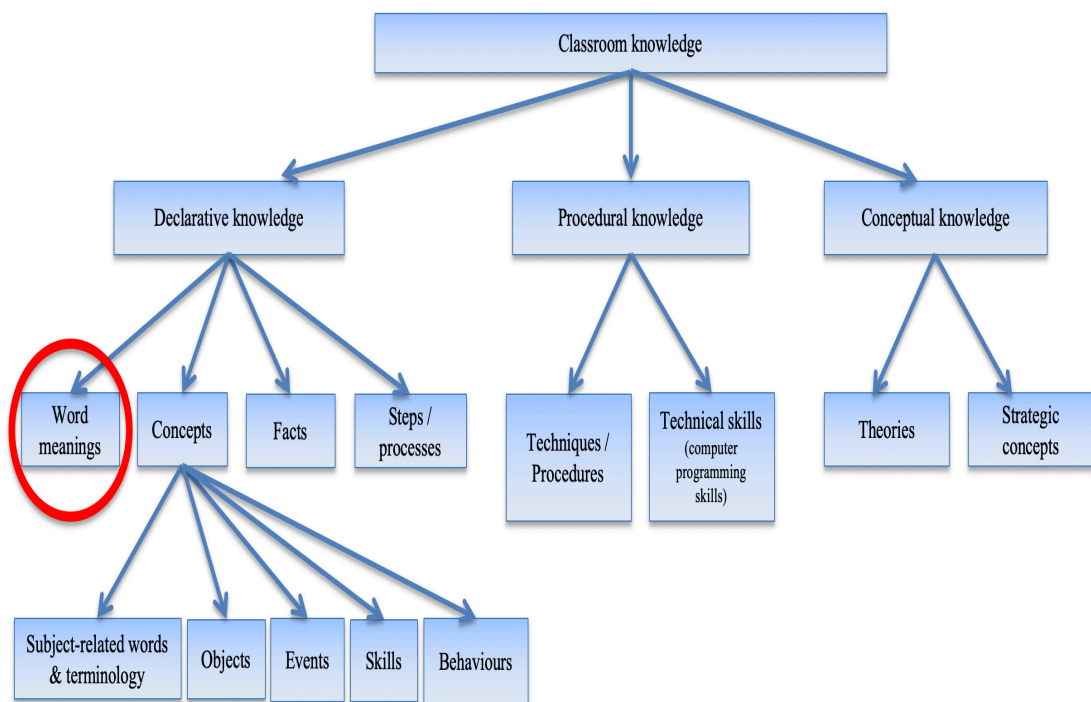 Classroom knowledge
Declarative knowledge
Procedural knowledge
Conceptual knowledge
Word
meanings
Concepts
Facts
Steps /
processes
Techniques /
Procedures
Technical skills
(computer
programming
skills)
Theories
Strategic
concepts
Subject-related words
& terminology
Objects
Events
Skills
Behaviours